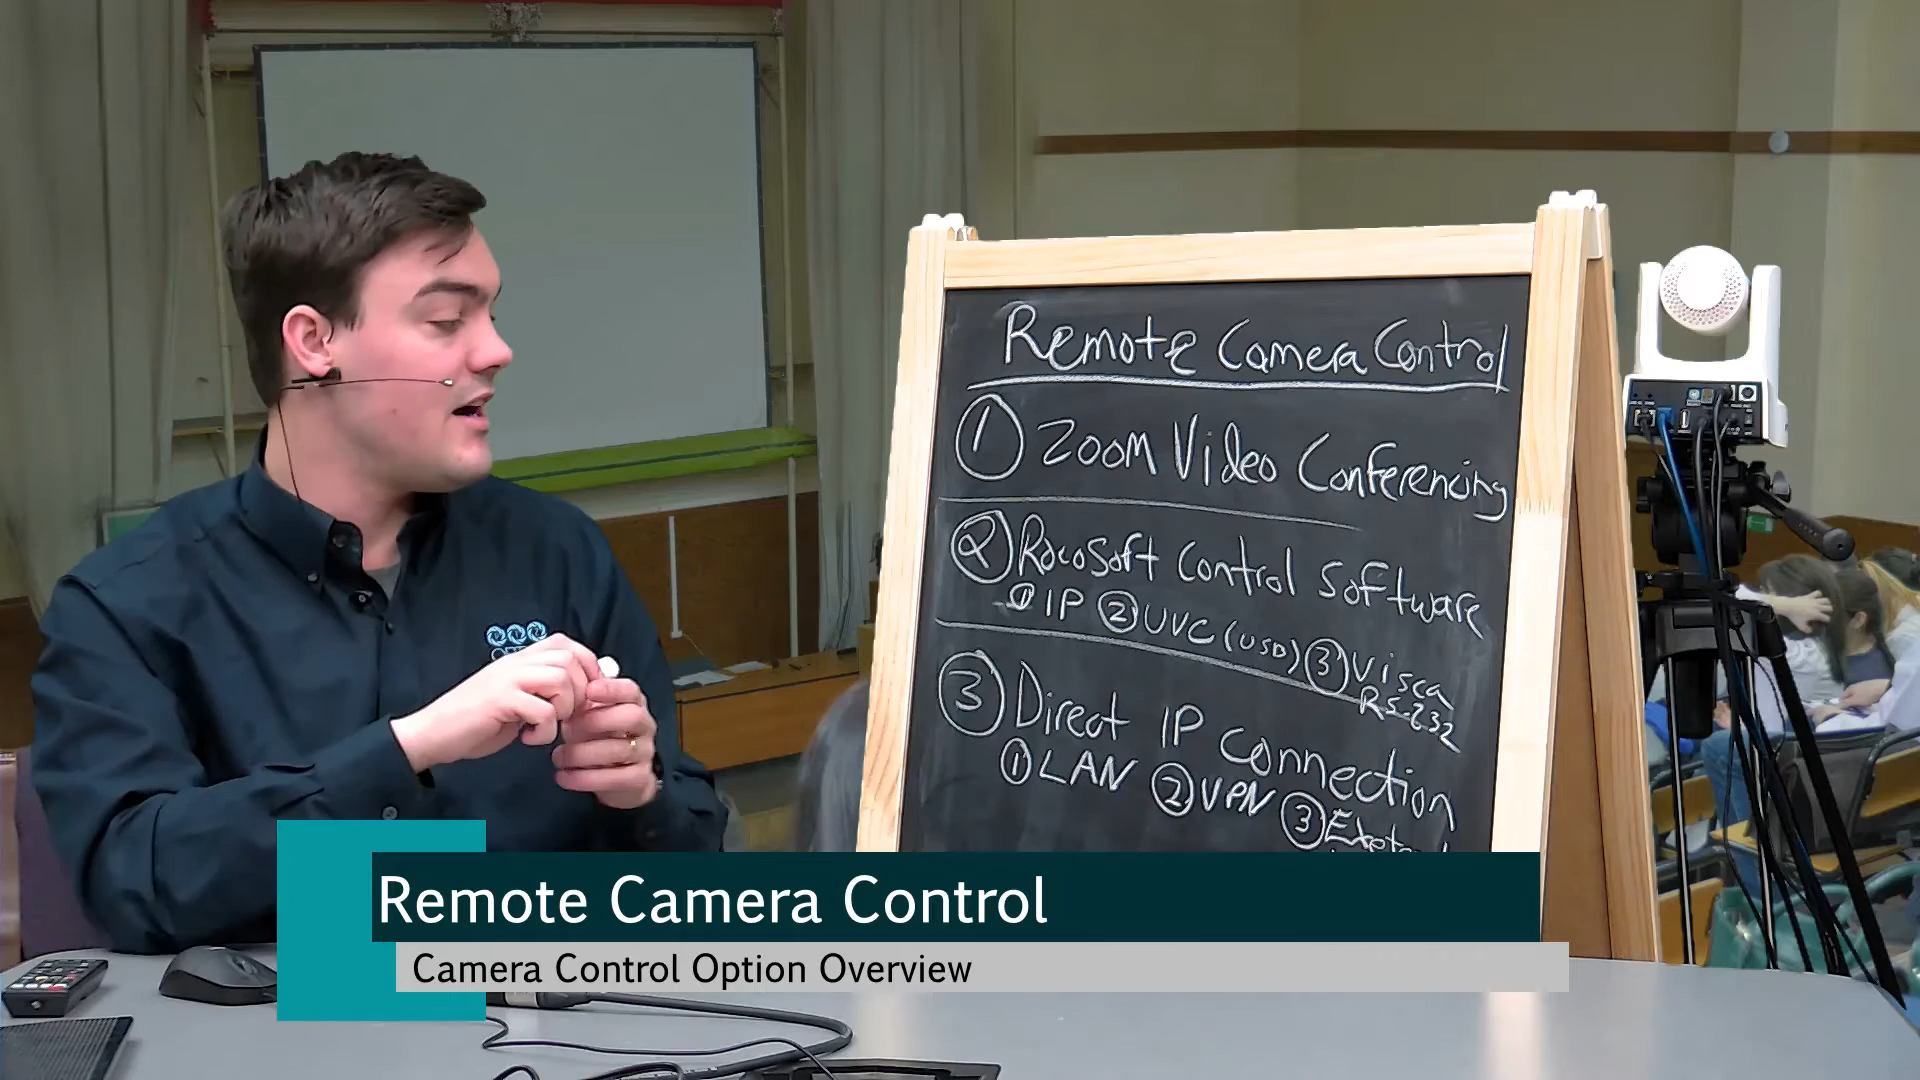 Remote Camera Control
① Zoom Video Conferencing
② RocoSoft Control Software
① IP ② UVC (USB) ③ Visca
RS-232
③ Direct IP Connection
① LAN ② VPN ③
Remote Camera Control
Camera Control Option Overview